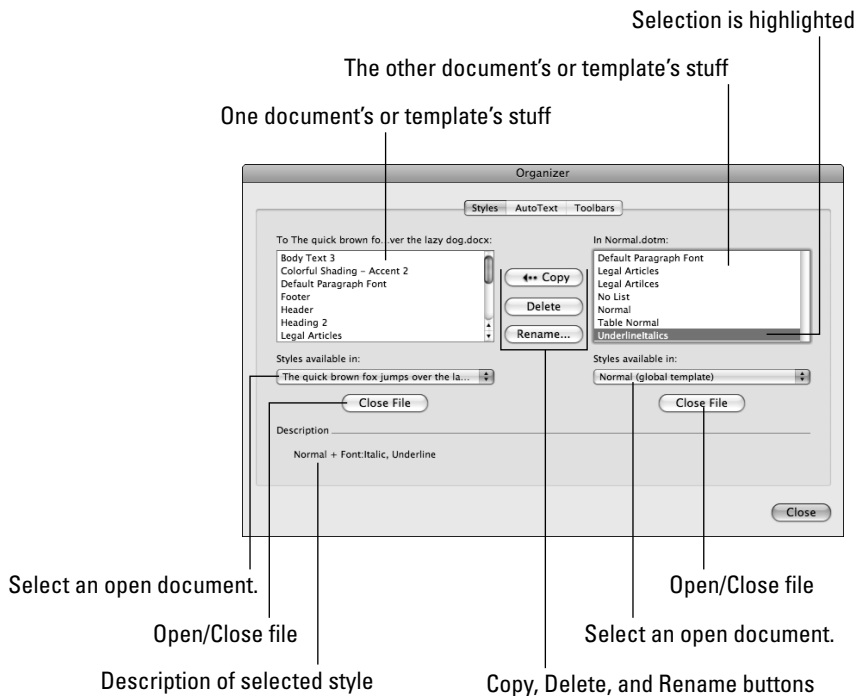 Selection is highlighted
The other document's or template's stuff
One document's or template's stuff
Organizer
Styles AutoText Toolbars
To The quick brown fo...ver the lazy dog.docx:
Body Text 3
Colorful Shading - Accent 2
Default Paragraph Font
Footer
Header
Heading 2
Legal Articles
Copy
Delete
Rename...
In Normal.dotm:
Default Paragraph Font
Legal Articles
Legal Artilces
No List
Normal
Table Normal
UnderlineItalics
Styles available in:
The quick brown fox jumps over the la...
Close File
Styles available in:
Normal (global template)
Close File
Description
Normal + Font:Italic, Underline
Close
Select an open document.
Open/Close file
Open/Close file
Select an open document.
Description of selected style
Copy, Delete, and Rename buttons